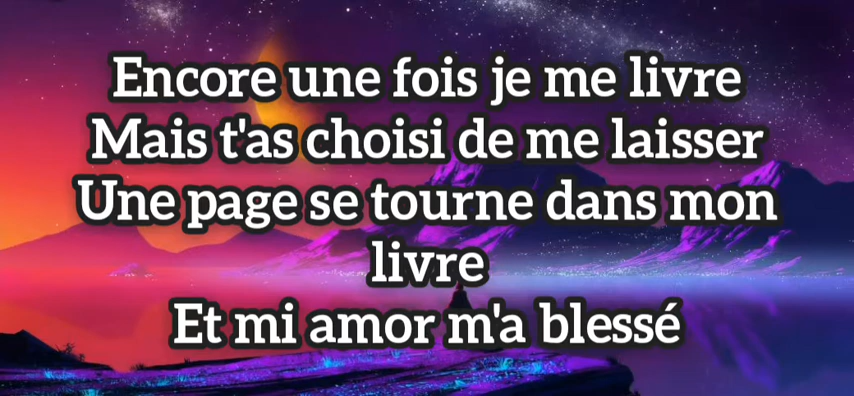 Encore une fois je me livre
Mais t'as choisi de me laisser
Une page se tourne dans mon
livre
Et mi amor m'a blessé